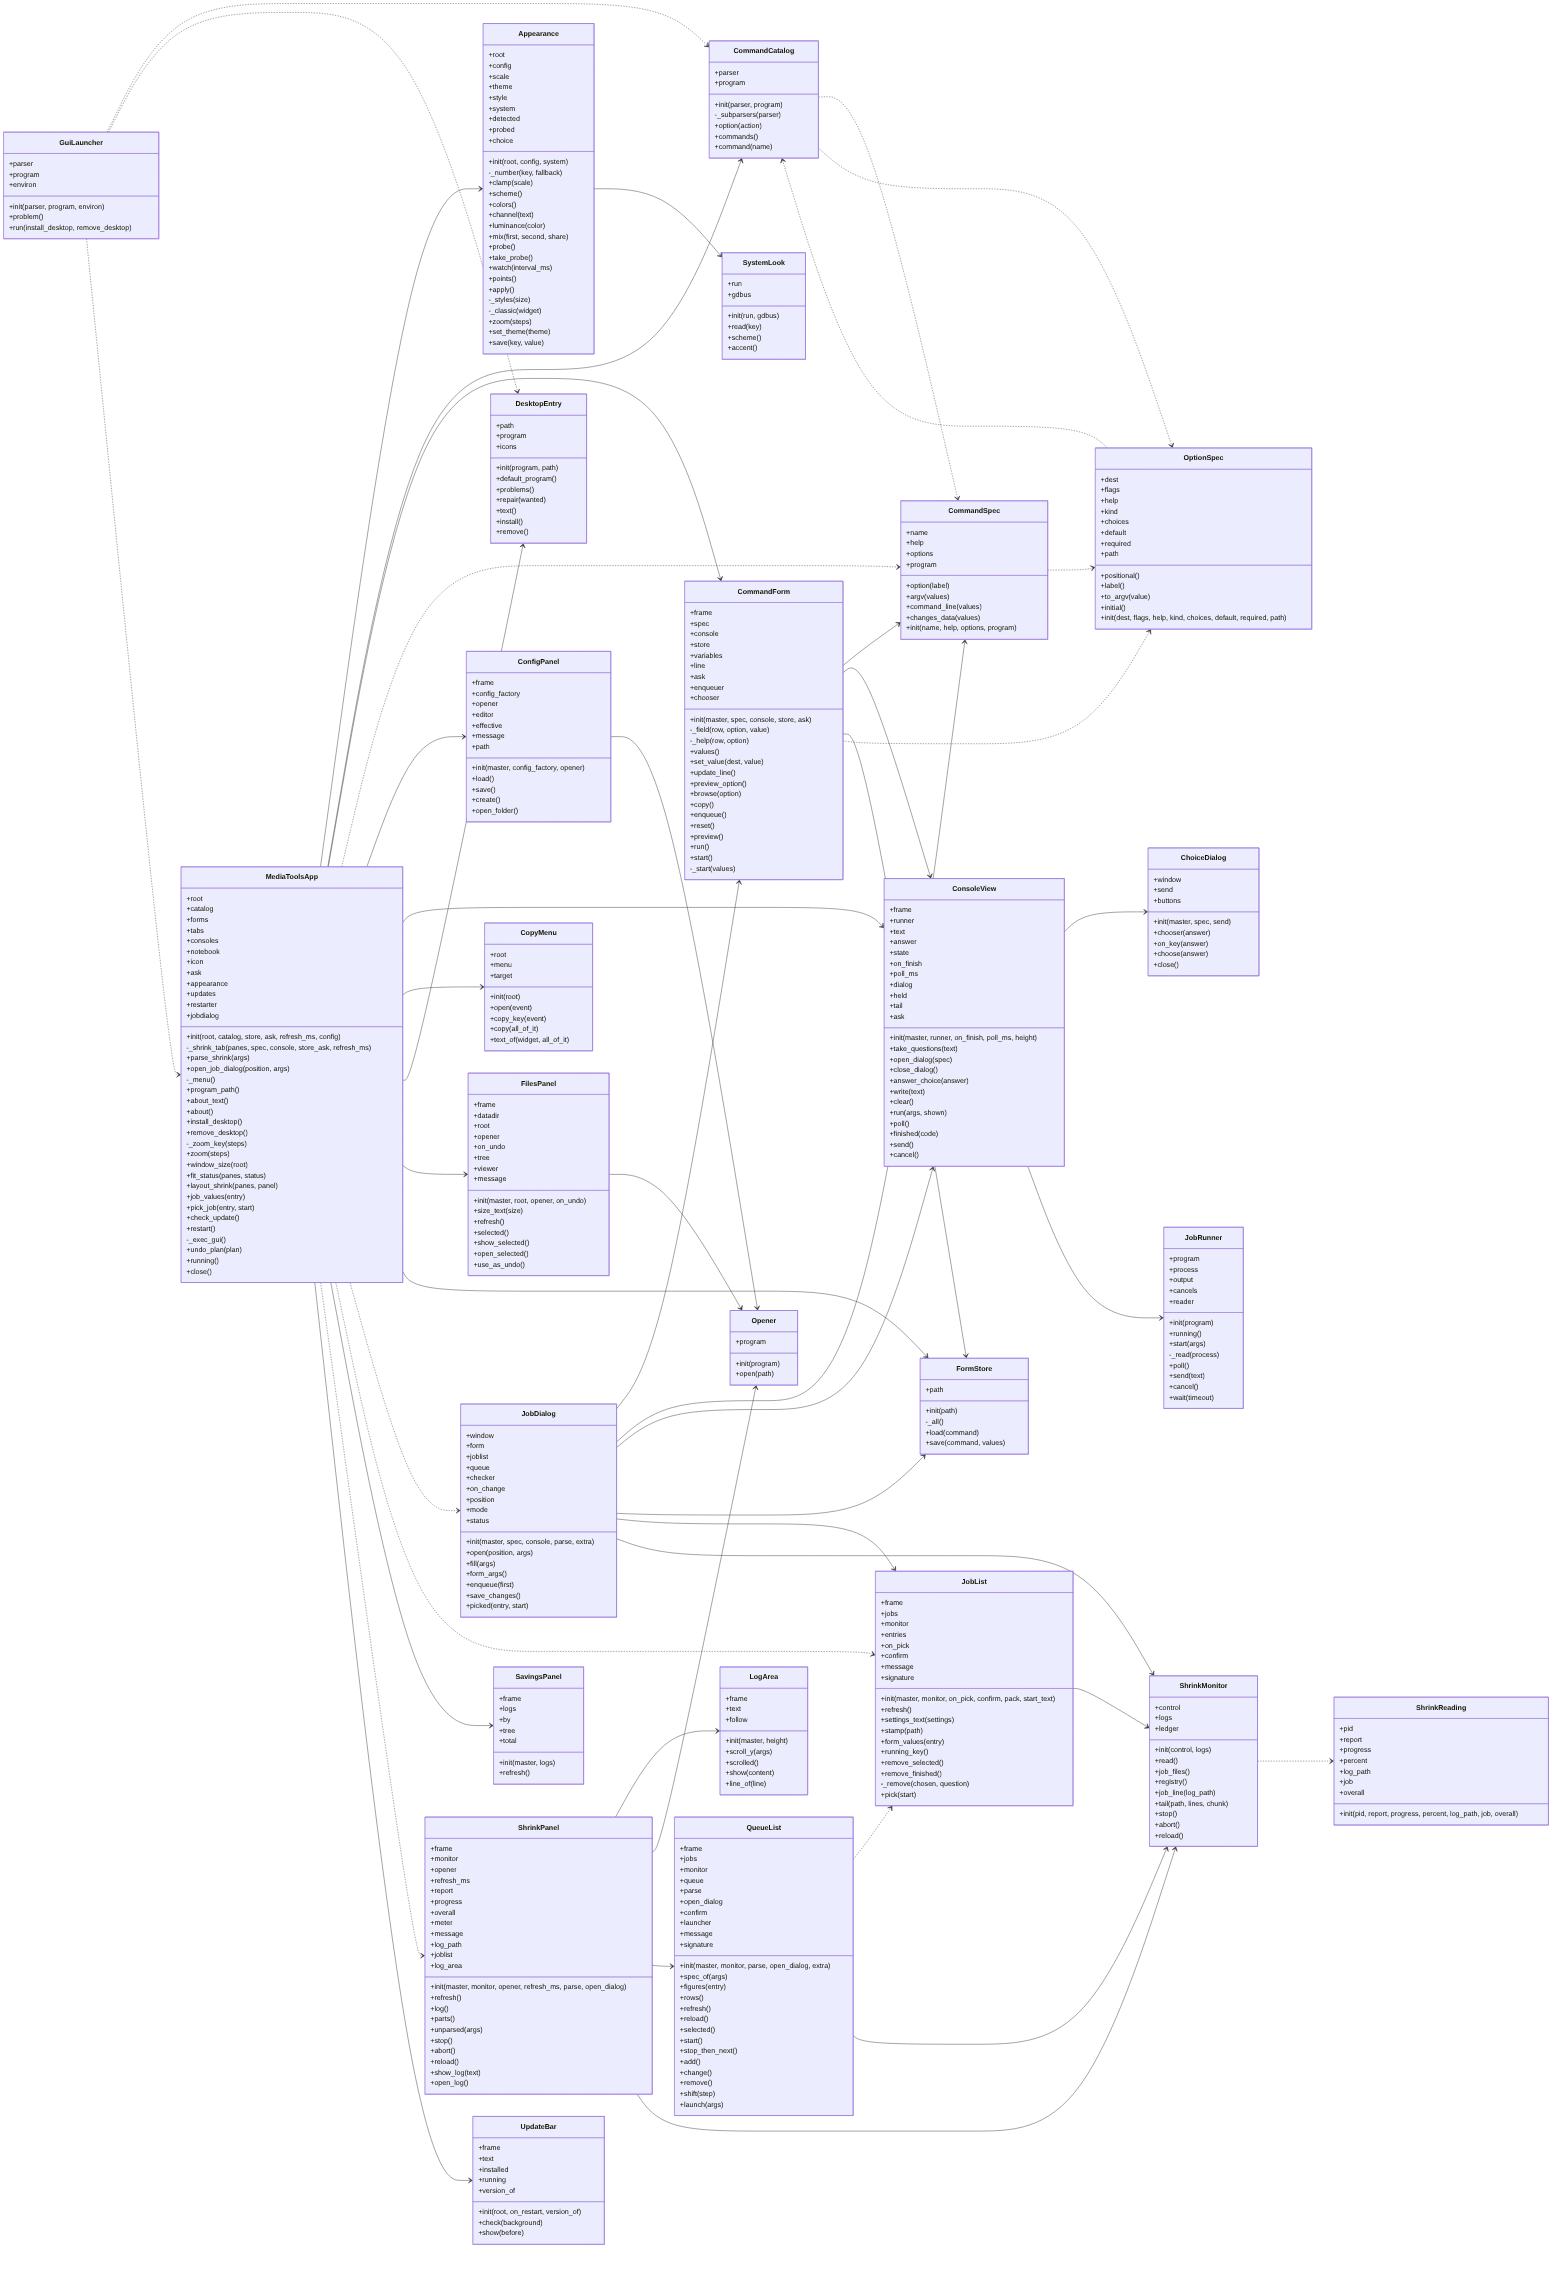 GuiLauncher
+parser
+program
+environ
+init(parser, program, environ)
+problem()
+run(install_desktop, remove_desktop)
Appearance
+root
+config
+scale
+theme
+style
+system
+detected
+probed
+choice
+init(root, config, system)
-_number(key, fallback)
+clamp(scale)
+scheme()
+colors()
+channel(text)
+luminance(color)
+mix(first, second, share)
+probe()
+take_probe()
+watch(interval_ms)
+points()
+apply()
-_styles(size)
-_classic(widget)
+zoom(steps)
+set_theme(theme)
+save(key, value)
CommandCatalog
+parser
+program
+init(parser, program)
-_subparsers(parser)
+option(action)
+commands()
+command(name)
SystemLook
+run
+gdbus
+init(run, gdbus)
+read(key)
+scheme()
+accent()
DesktopEntry
+path
+program
+icons
+init(program, path)
+default_program()
+problems()
+repair(wanted)
+text()
+install()
+remove()
OptionSpec
+dest
+flags
+help
+kind
+choices
+default
+required
+path
+positional()
+label()
+to_argv(value)
+initial()
+init(dest, flags, help, kind, choices, default, required, path)
CommandSpec
+name
+help
+options
+program
+option(label)
+argv(values)
+command_line(values)
+changes_data(values)
+init(name, help, options, program)
CommandForm
+frame
+spec
+console
+store
+variables
+line
+ask
+enqueuer
+chooser
+init(master, spec, console, store, ask)
-_field(row, option, value)
-_help(row, option)
+values()
+set_value(dest, value)
+update_line()
+preview_option()
+browse(option)
+copy()
+enqueue()
+reset()
+preview()
+run()
+start()
-_start(values)
ConfigPanel
+frame
+config_factory
+opener
+editor
+effective
+message
+path
+init(master, config_factory, opener)
+load()
+save()
+create()
+open_folder()
MediaToolsApp
+root
+catalog
+forms
+tabs
+consoles
+notebook
+icon
+ask
+appearance
+updates
+restarter
+jobdialog
+init(root, catalog, store, ask, refresh_ms, config)
-_shrink_tab(panes, spec, console, store_ask, refresh_ms)
+parse_shrink(args)
+open_job_dialog(position, args)
-_menu()
+program_path()
+about_text()
+about()
+install_desktop()
+remove_desktop()
-_zoom_key(steps)
+zoom(steps)
+window_size(root)
+fit_status(panes, status)
+layout_shrink(panes, panel)
+job_values(entry)
+pick_job(entry, start)
+check_update()
+restart()
-_exec_gui()
+undo_plan(plan)
+running()
+close()
CopyMenu
+root
+menu
+target
+init(root)
+open(event)
+copy_key(event)
+copy(all_of_it)
+text_of(widget, all_of_it)
ConsoleView
+frame
+runner
+text
+answer
+state
+on_finish
+poll_ms
+dialog
+held
+tail
+ask
+init(master, runner, on_finish, poll_ms, height)
+take_questions(text)
+open_dialog(spec)
+close_dialog()
+answer_choice(answer)
+write(text)
+clear()
+run(args, shown)
+poll()
+finished(code)
+send()
+cancel()
ChoiceDialog
+window
+send
+buttons
+init(master, spec, send)
+chooser(answer)
+on_key(answer)
+choose(answer)
+close()
FilesPanel
+frame
+datadir
+root
+opener
+on_undo
+tree
+viewer
+message
+init(master, root, opener, on_undo)
+size_text(size)
+refresh()
+selected()
+show_selected()
+open_selected()
+use_as_undo()
JobRunner
+program
+process
+output
+cancels
+reader
+init(program)
+running()
+start(args)
-_read(process)
+poll()
+send(text)
+cancel()
+wait(timeout)
Opener
+program
+init(program)
+open(path)
FormStore
+path
+init(path)
-_all()
+load(command)
+save(command, values)
JobDialog
+window
+form
+joblist
+queue
+checker
+on_change
+position
+mode
+status
+init(master, spec, console, parse, extra)
+open(position, args)
+fill(args)
+form_args()
+enqueue(first)
+save_changes()
+picked(entry, start)
JobList
+frame
+jobs
+monitor
+entries
+on_pick
+confirm
+message
+signature
+init(master, monitor, on_pick, confirm, pack, start_text)
+refresh()
+settings_text(settings)
+stamp(path)
+form_values(entry)
+running_key()
+remove_selected()
+remove_finished()
-_remove(chosen, question)
+pick(start)
SavingsPanel
+frame
+logs
+by
+tree
+total
+init(master, logs)
+refresh()
LogArea
+frame
+text
+follow
+init(master, height)
+scroll_y(args)
+scrolled()
+show(content)
+line_of(line)
ShrinkMonitor
+control
+logs
+ledger
+init(control, logs)
+read()
+job_files()
+registry()
+job_line(log_path)
+tail(path, lines, chunk)
+stop()
+abort()
+reload()
ShrinkReading
+pid
+report
+progress
+percent
+log_path
+job
+overall
+init(pid, report, progress, percent, log_path, job, overall)
ShrinkPanel
+frame
+monitor
+opener
+refresh_ms
+report
+progress
+overall
+meter
+message
+log_path
+joblist
+log_area
+init(master, monitor, opener, refresh_ms, parse, open_dialog)
+refresh()
+log()
+parts()
+unparsed(args)
+stop()
+abort()
+reload()
+show_log(text)
+open_log()
QueueList
+frame
+jobs
+monitor
+queue
+parse
+open_dialog
+confirm
+launcher
+message
+signature
+init(master, monitor, parse, open_dialog, extra)
+spec_of(args)
+figures(entry)
+rows()
+refresh()
+reload()
+selected()
+start()
+stop_then_next()
+add()
+change()
+remove()
+shift(step)
+launch(args)
UpdateBar
+frame
+text
+installed
+running
+version_of
+init(root, on_restart, version_of)
+check(background)
+show(before)